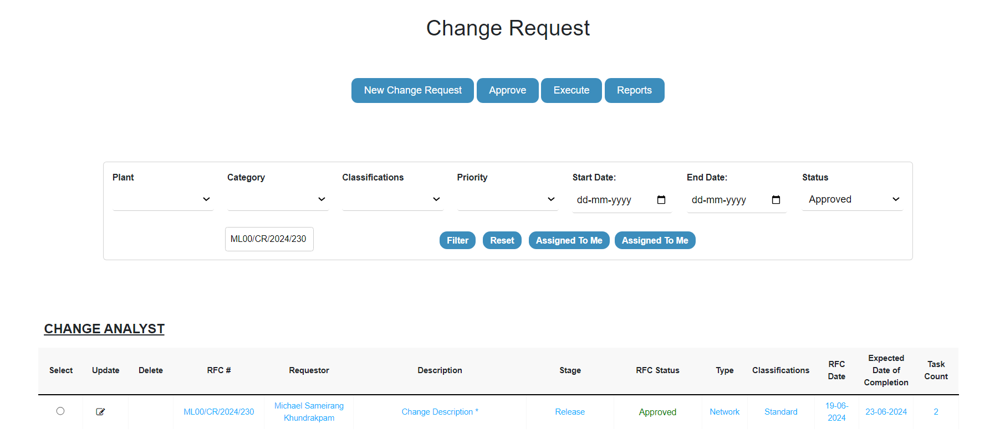 Change Request
New Change Request Approve Execute Reports
Plant Category Classifications Priority Start Date: End Date: Status
dd-mm-yyyy dd-mm-yyyy Approved
ML00/CR/2024/230 Filter Reset Assigned To Me Assigned To Me
CHANGE ANALYST
Select Update Delete RFC # Requestor Description Stage RFC Status Type Classifications RFC Date Expected Date of Completion Task Count
ML00/CR/2024/230 Michael Sameirang Khundrakpam Change Description * Release Approved Network Standard 19-06-2024 23-06-2024 2